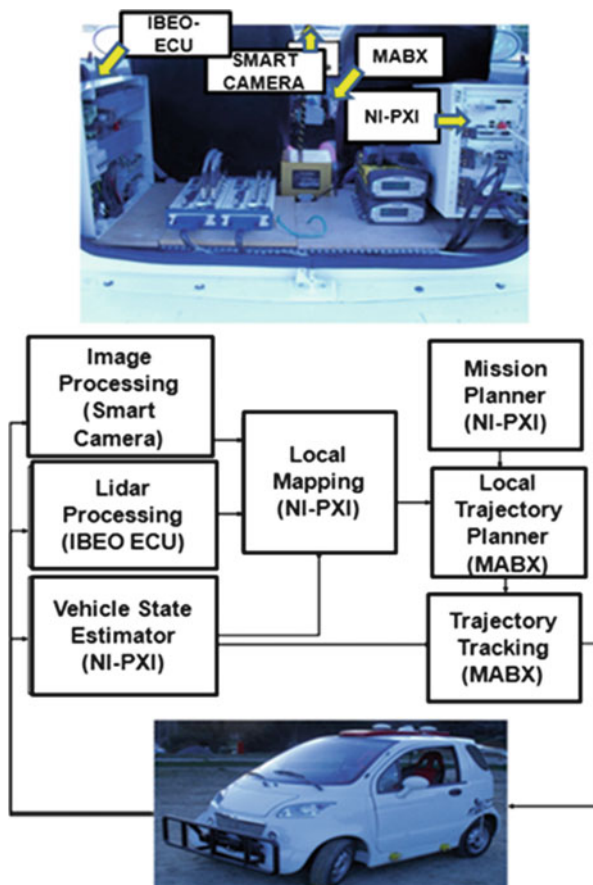 IBEO-
ECU
SMART
CAMERA
MABX
NI-PXI
Image
Processing
(Smart
Camera)
Lidar
Processing
(IBEO ECU)
Vehicle State
Estimator
(NI-PXI)
Local
Mapping
(NI-PXI)
Mission
Planner
(NI-PXI)
Local
Trajectory
Planner
(MABX)
Trajectory
Tracking
(MABX)